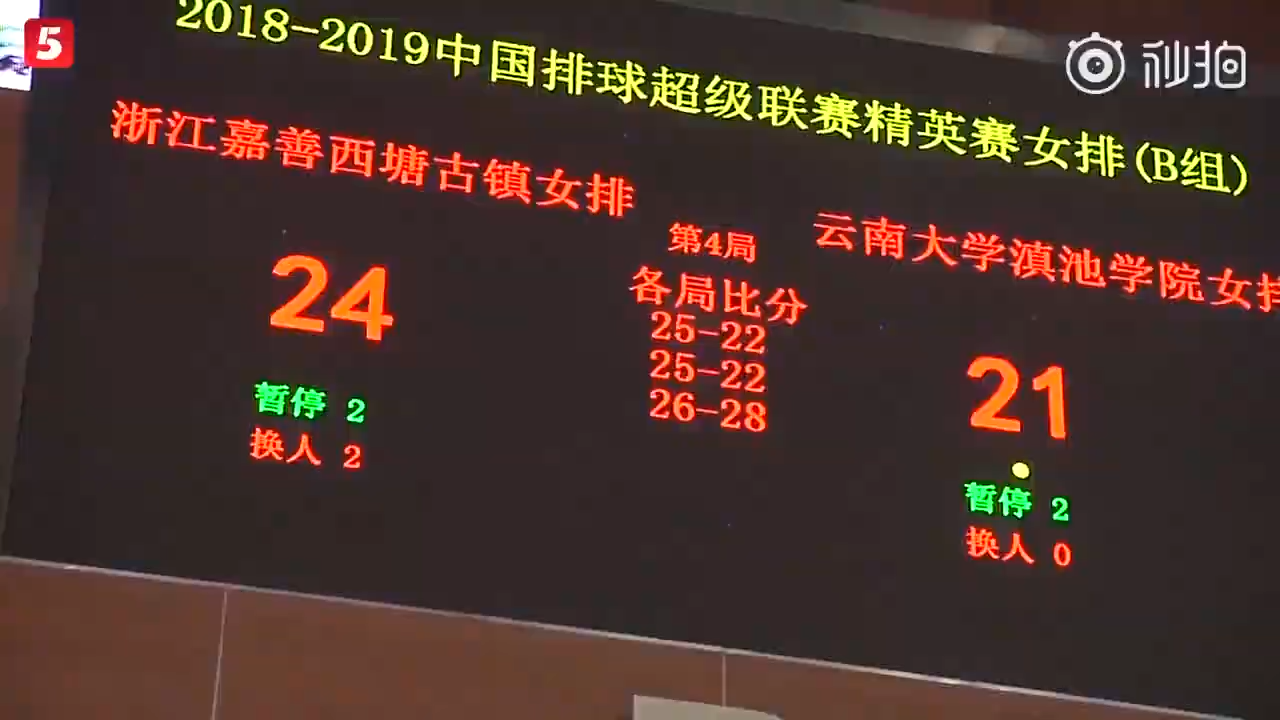 5
秒拍
2018-2019中国排球超级联赛精英赛女排(B组)
浙江嘉善西塘古镇女排
云南大学滇池学院女排
第4局
各局比分
25-22
25-22
26-28
24
21
暂停 2
换人 2
暂停 2
换人 0